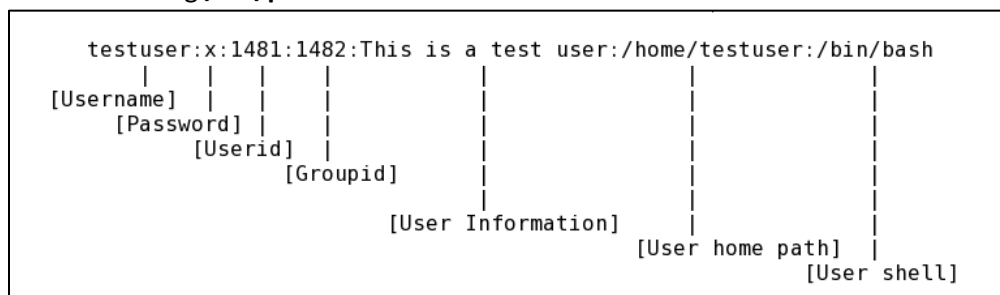 testuser:x:1481:1482:This is a test user:/home/testuser:/bin/bash
[Username]
[Password]
[Userid]
[Groupid]
[User Information]
[User home path]
[User shell]